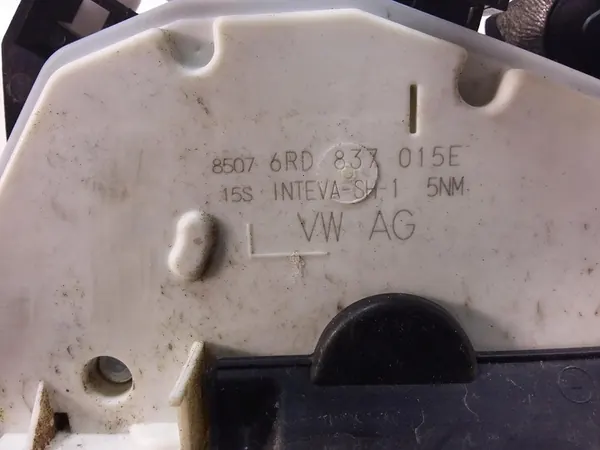 8507 6RD 837 015E
15S INTEVA-SH-1 5NM
VW AG